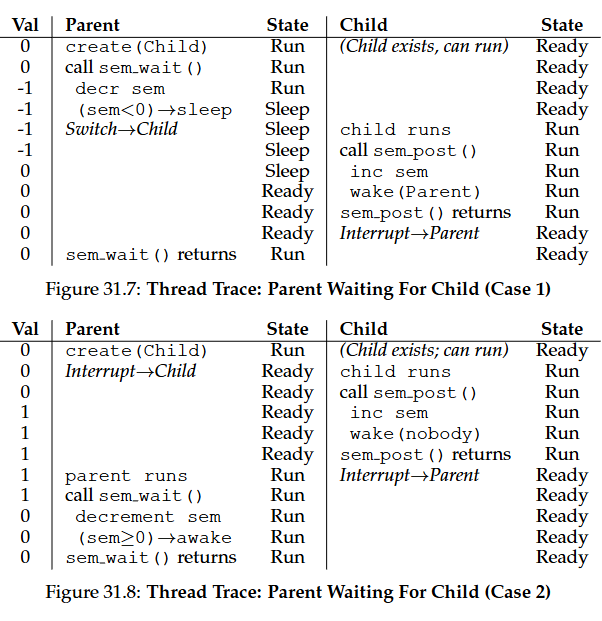 Val Parent State Child State
0 create(Child) Run (Child exists, can run) Ready
0 call sem_wait() Run Ready
-1 decr sem Run Ready
-1 (sem<0)→sleep Sleep Ready
-1 Switch→Child Sleep child runs Run
-1 Sleep call sem_post() Run
0 Sleep inc sem Run
0 Ready wake(Parent) Run
0 Ready sem_post() returns Run
0 Ready Interrupt→Parent Ready
0 sem_wait() returns Run Ready
Figure 31.7: Thread Trace: Parent Waiting For Child (Case 1)
Val Parent State Child State
0 create(Child) Run (Child exists; can run) Ready
0 Interrupt→Child Ready child runs Run
0 Ready call sem_post() Run
1 Ready inc sem Run
1 Ready wake(nobody) Run
1 Ready sem_post() returns Run
1 parent runs Run Interrupt→Parent Ready
1 call sem_wait() Run Ready
0 decrement sem Run Ready
0 (sem≥0)→awake Run Ready
0 sem_wait() returns Run Ready
Figure 31.8: Thread Trace: Parent Waiting For Child (Case 2)